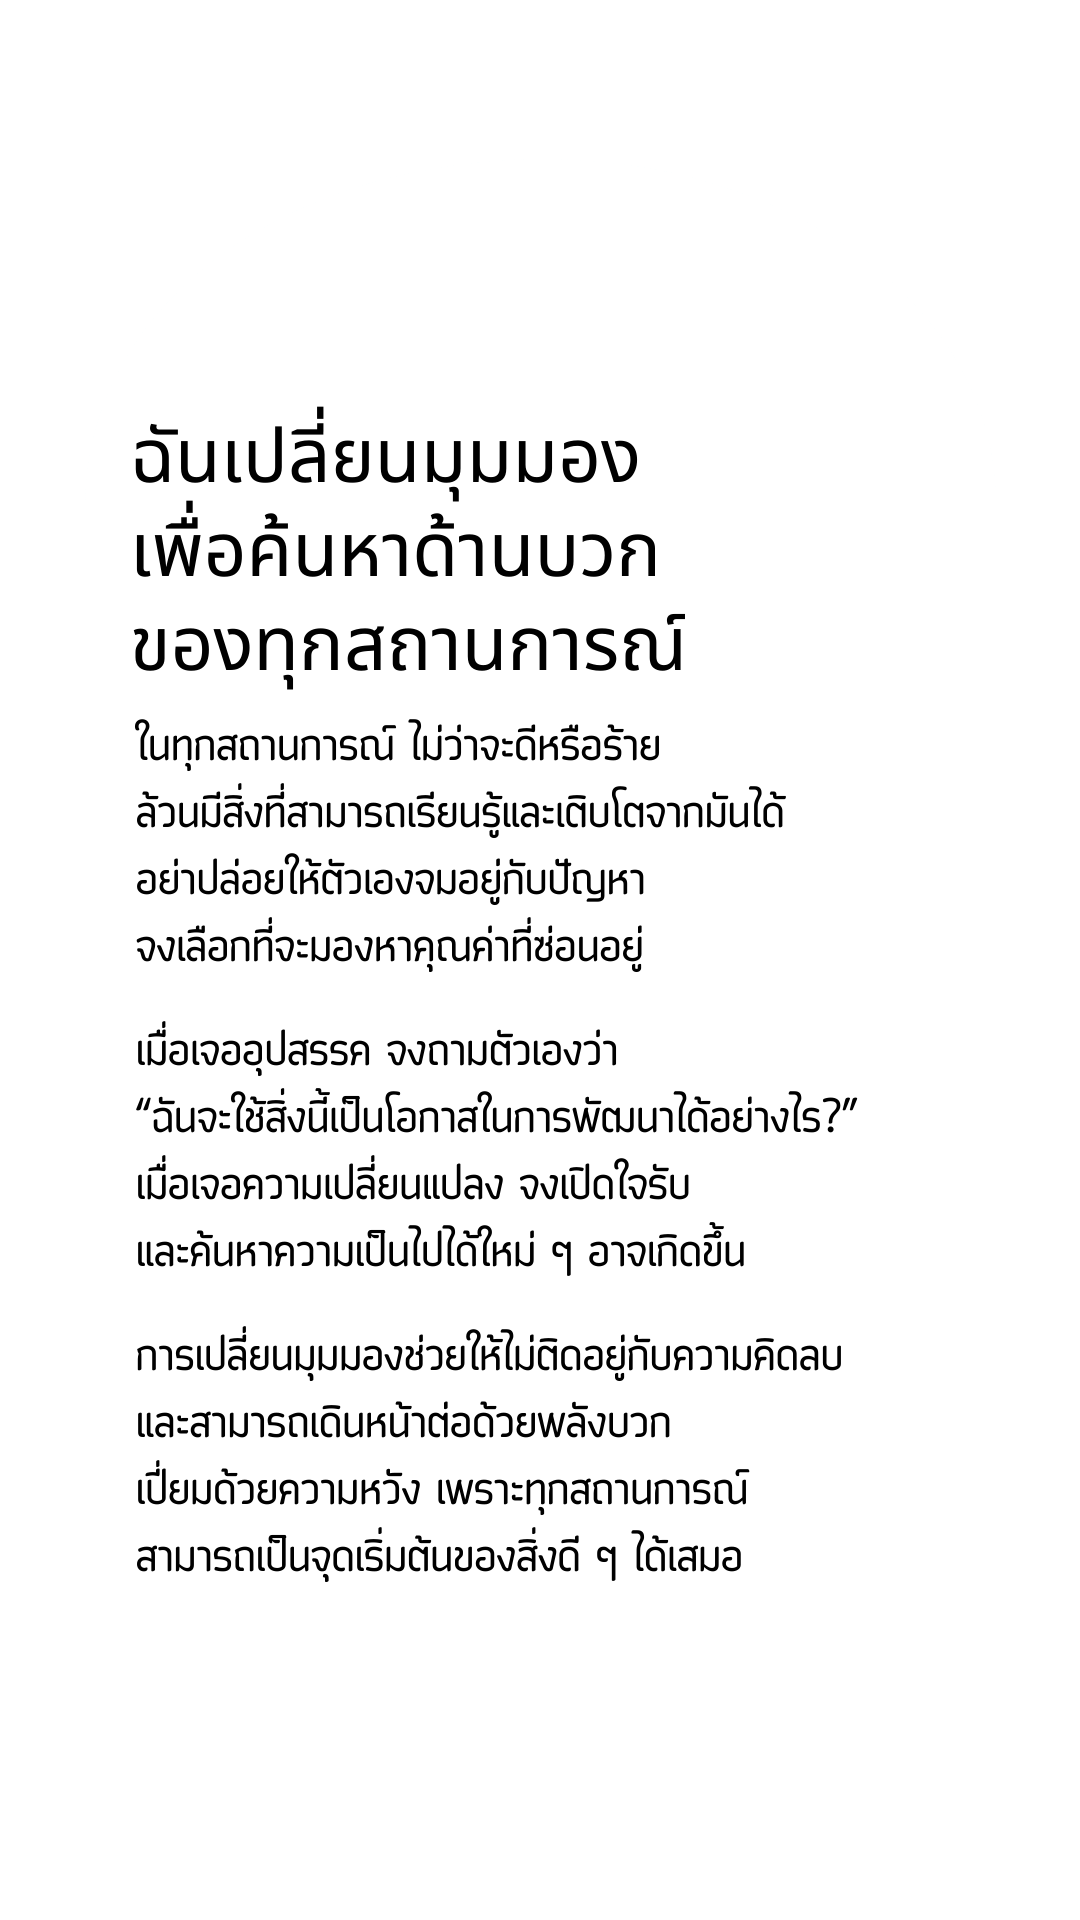 ฉันเปลี่ยนมุมมอง
เพื่อค้นหาด้านบวก
ของทุกสถานการณ์
ในทุกสถานการณ์ ไม่ว่าจะดีหรือร้าย
ล้วนมีสิ่งที่สามารถเรียนรู้และเติบโตจากมันได้
อย่าปล่อยให้ตัวเองจมอยู่กับปัญหา
จงเลือกที่จะมองหาคุณค่าที่ซ่อนอยู่
เมื่อเจออุปสรรค จงถามตัวเองว่า
“ฉันจะใช้สิ่งนี้เป็นโอกาสในการพัฒนาได้อย่างไร?”
เมื่อเจอความเปลี่ยนแปลง จงเปิดใจรับ
และค้นหาความเป็นไปได้ใหม่ ๆ อาจเกิดขึ้น
การเปลี่ยนมุมมองช่วยให้ไม่ติดอยู่กับความคิดลบ
และสามารถเดินหน้าต่อด้วยพลังบวก
เปี่ยมด้วยความหวัง เพราะทุกสถานการณ์
สามารถเป็นจุดเริ่มต้นของสิ่งดี ๆ ได้เสมอ